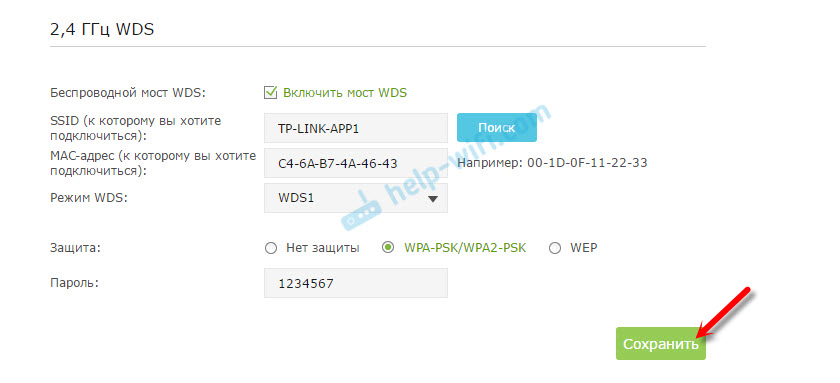 2,4 ГГц WDS
Беспроводной мост WDS:
Включить мост WDS
SSID (к которому вы хотите
подключиться):
TP-LINK-APP1
Поиск
MAC-адрес (к которому вы хотите
подключиться):
C4-6A-B7-4A-46-43
Например: 00-1D-0F-11-22-33
Режим WDS:
WDS1
help-wifi.com
Защита:
Нет защиты
WPA-PSK/WPA2-PSK
WEP
Пароль:
1234567
Сохранить